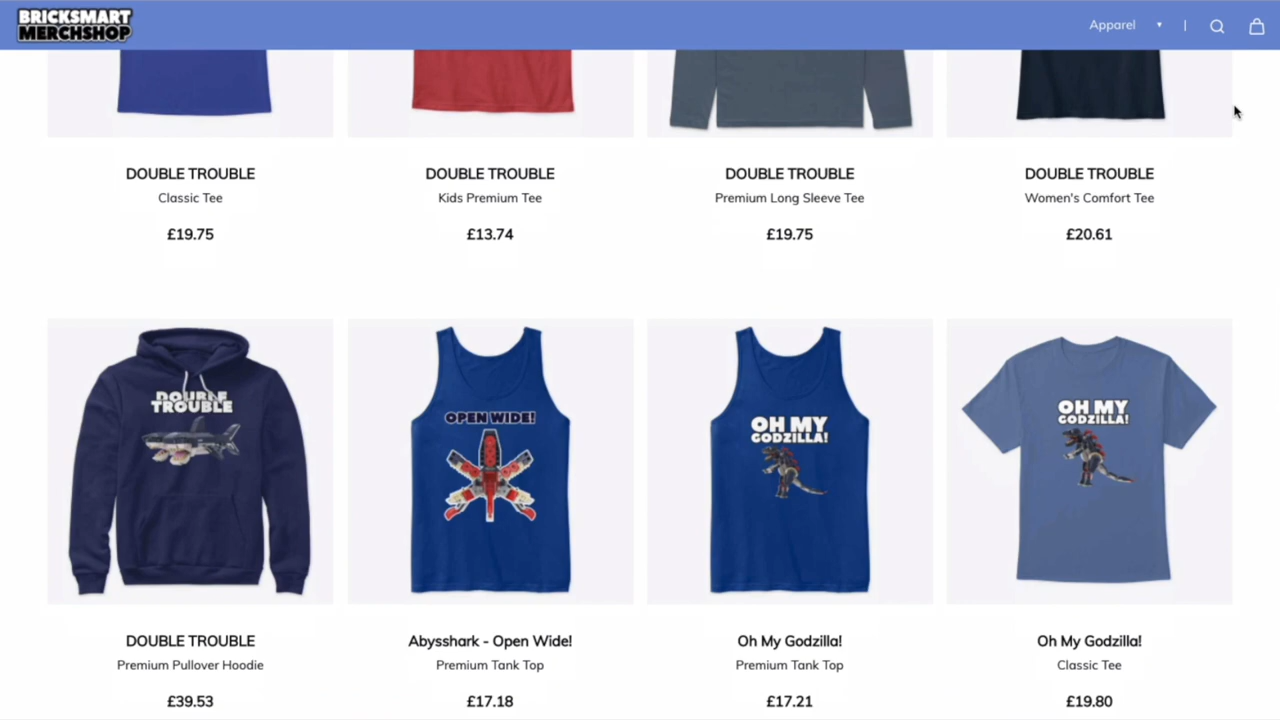 BRICKSMART
MERCHSHOP
Apparel ▾ |
DOUBLE TROUBLE
Classic Tee
£19.75
DOUBLE TROUBLE
Kids Premium Tee
£13.74
DOUBLE TROUBLE
Premium Long Sleeve Tee
£19.75
DOUBLE TROUBLE
Women's Comfort Tee
£20.61
DOUBLE
TROUBLE
DOUBLE TROUBLE
Premium Pullover Hoodie
£39.53
OPEN WIDE!
Abysshark - Open Wide!
Premium Tank Top
£17.18
OH MY
GODZILLA!
Oh My Godzilla!
Premium Tank Top
£17.21
OH MY
GODZILLA!
Oh My Godzilla!
Classic Tee
£19.80